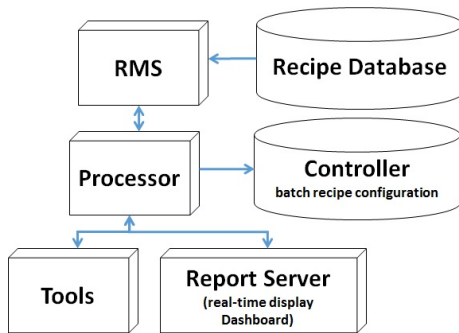 RMS
Recipe Database
Processor
Controller
batch recipe configuration
Tools
Report Server
(real-time display
Dashboard)